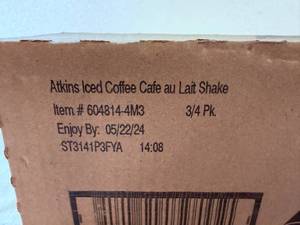 Atkins Iced Coffee Cafe au Lait Shake
Item # 604814-4M3 3/4 Pk.
Enjoy By: 05/22/24
ST3141P3FYA 14:08